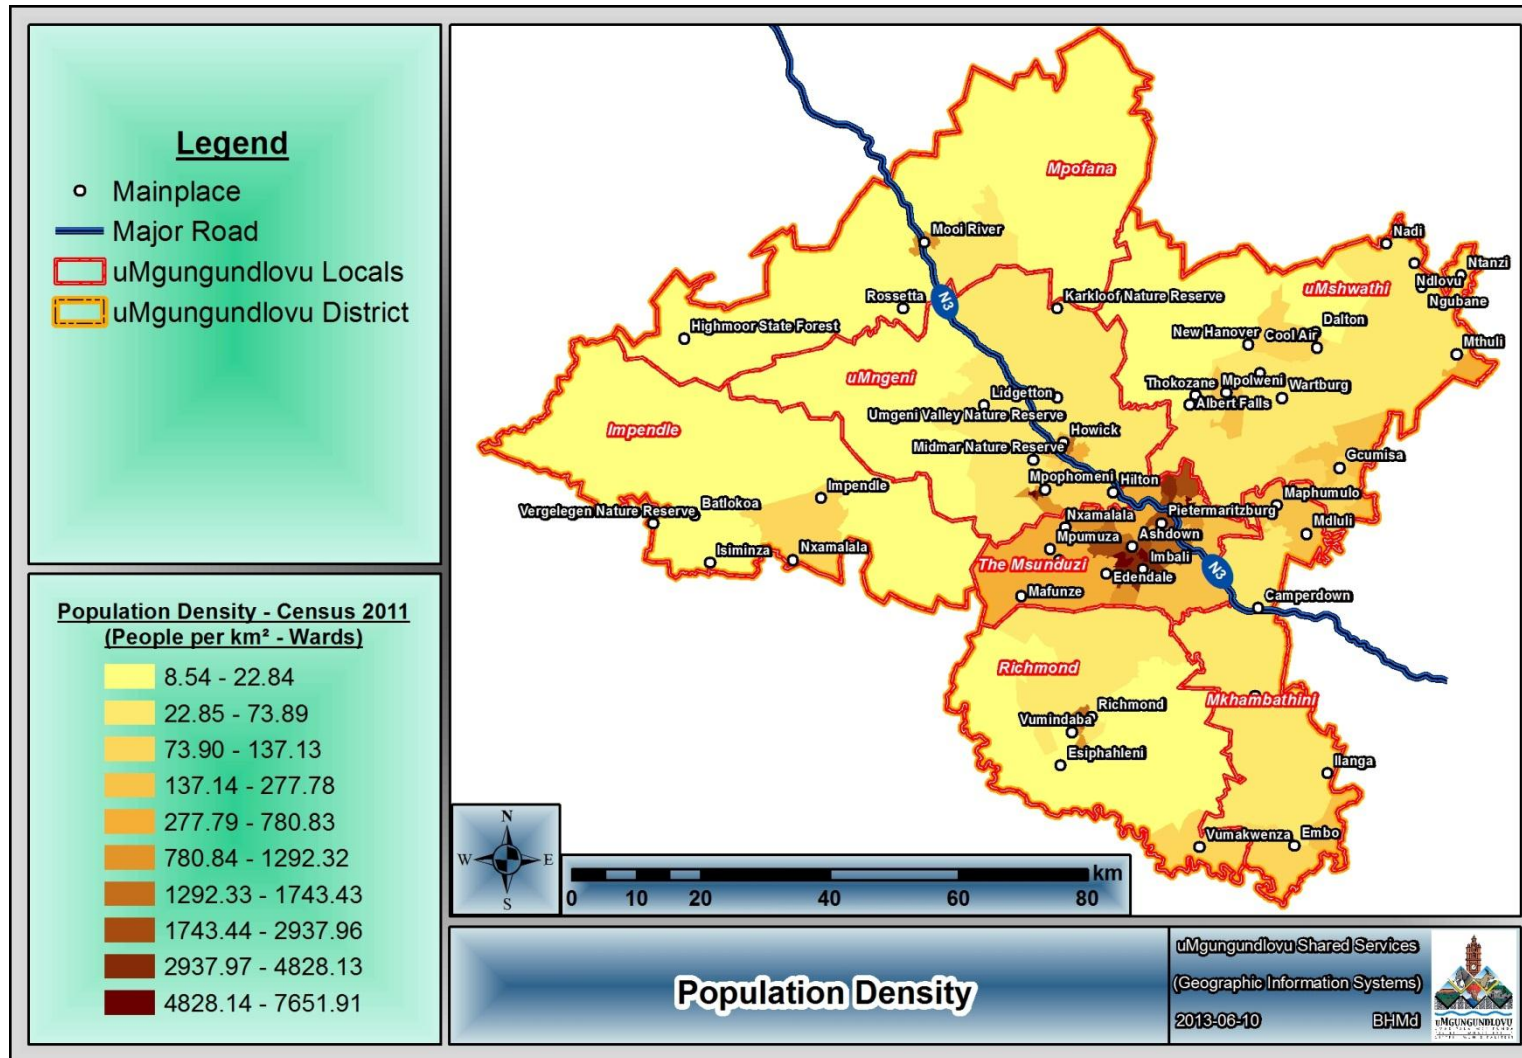 Legend
Mainplace
Major Road
uMgungundlovu Locals
uMgungundlovu District
Population Density - Census 2011
(People per km² - Wards)
8.54 - 22.84
22.85 - 73.89
73.90 - 137.13
137.14 - 277.78
277.79 - 780.83
780.84 - 1292.32
1292.33 - 1743.43
1743.44 - 2937.96
2937.97 - 4828.13
4828.14 - 7651.91
Mpofana
Mooi River
Nadi
Ntanzi
Ndlovu
Ngubane
uMshwathi
Rossetta
N3
Karkloof Nature Reserve
Highmoor State Forest
New Hanover
Cool Air
Dalton
Mthuli
uMngeni
Lidgetton
Thokozane
Mpolweni
Wartburg
Albert Falls
Umgeni Valley Nature Reserve
Impendle
Howick
Midmar Nature Reserve
Gcumisa
Mpophomeni
Hilton
Impendle
Maphumulo
Batlokoa
Vergelegen Nature Reserve
Nxamalala
Pietermaritzburg
Mdluli
Mpumuza
Ashdown
Isiminza
Nxamalala
The Msunduzi
Imbali
Edendale
N3
Mafunze
Camperdown
Richmond
Mkhambathini
Richmond
Vumindaba
Esiphahleni
Ilanga
Vumakwenza
Embo
N
W
E
S
km
0 10 20 40 60 80
Population Density
uMgungundlovu Shared Services
(Geographic Information Systems)
2013-06-10 BHMd
uMGUNGUNDLOVU